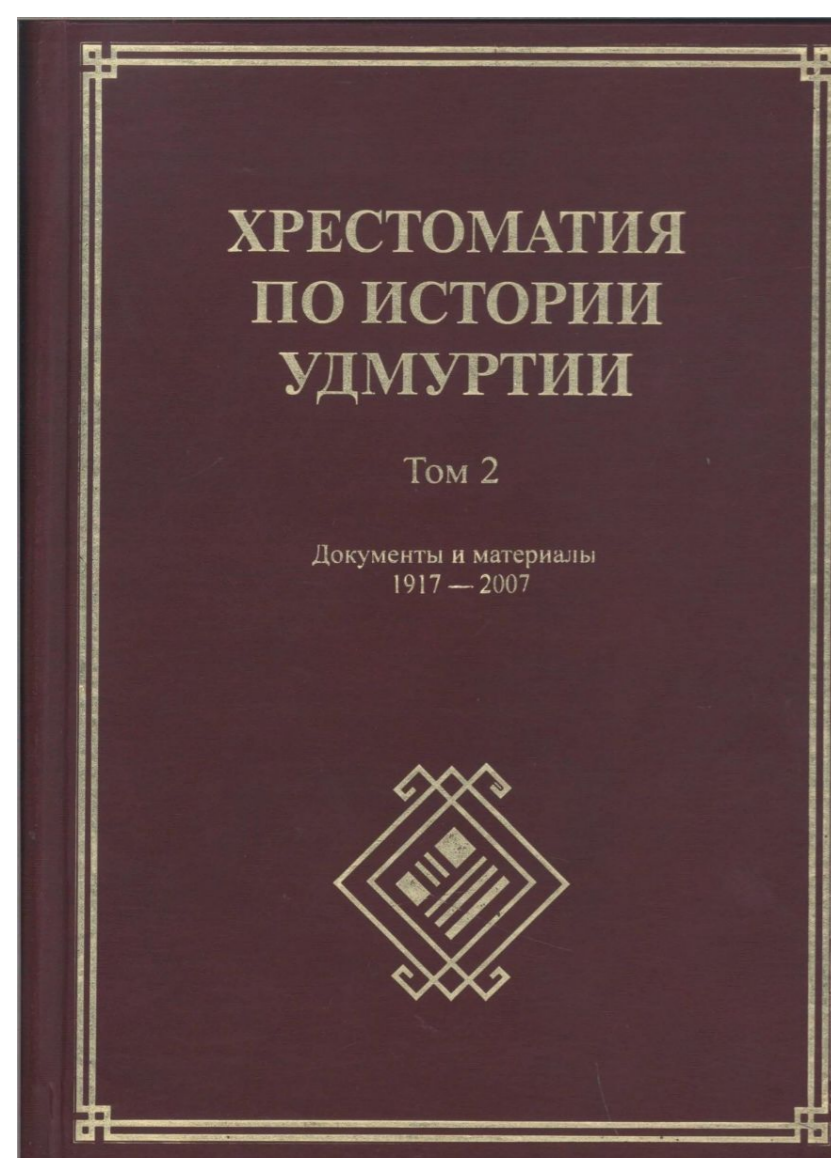 ХРЕСТОМАТИЯ
ПО ИСТОРИИ
УДМУРТИИ
Том 2
Документы и материалы
1917 — 2007